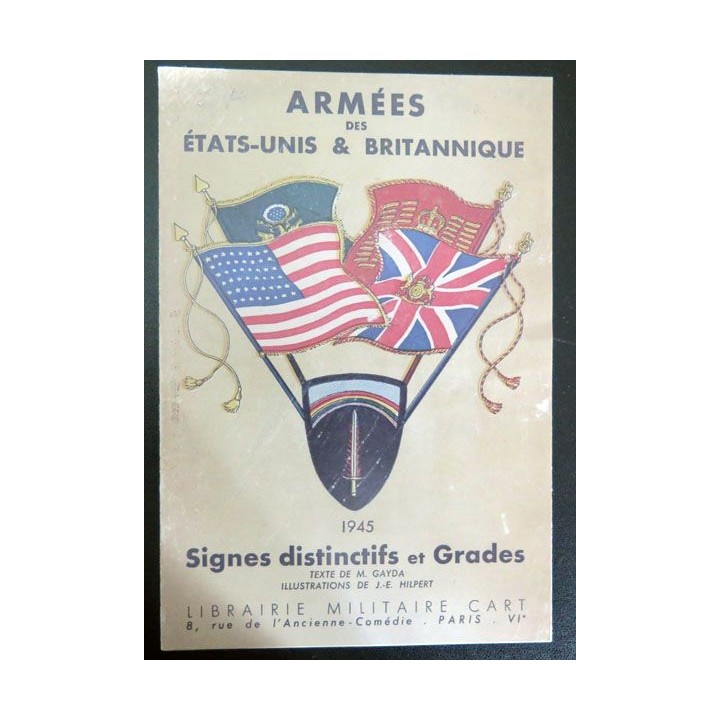 ARMÉES
DES
ÉTATS-UNIS & BRITANNIQUE
1945
Signes distinctifs et Grades
TEXTE DE M. GAYDA
ILLUSTRATIONS DE J.-E. HILPERT
LIBRAIRIE MILITAIRE CART
8, rue de l'Ancienne-Comédie . PARIS . VIᵉ